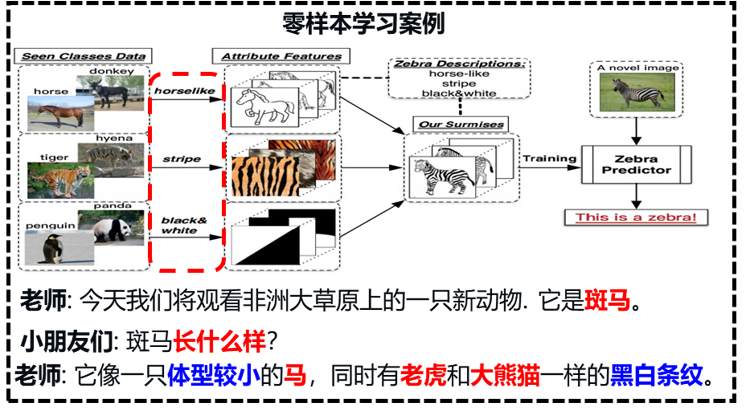 零样本学习案例
Seen Classes Data
Attribute Features
Zebra Descriptions:
horse-like
stripe
black&white
A novel image
donkey
horse
horselike
hyena
tiger
stripe
Our Surmises
Training
Zebra
Predictor
This is a zebra!
panda
penguin
black&
white
老师: 今天我们将观看非洲大草原上的一只新动物. 它是斑马。
小朋友们: 斑马长什么样?
老师: 它像一只体型较小的马，同时有老虎和大熊猫一样的黑白条纹。